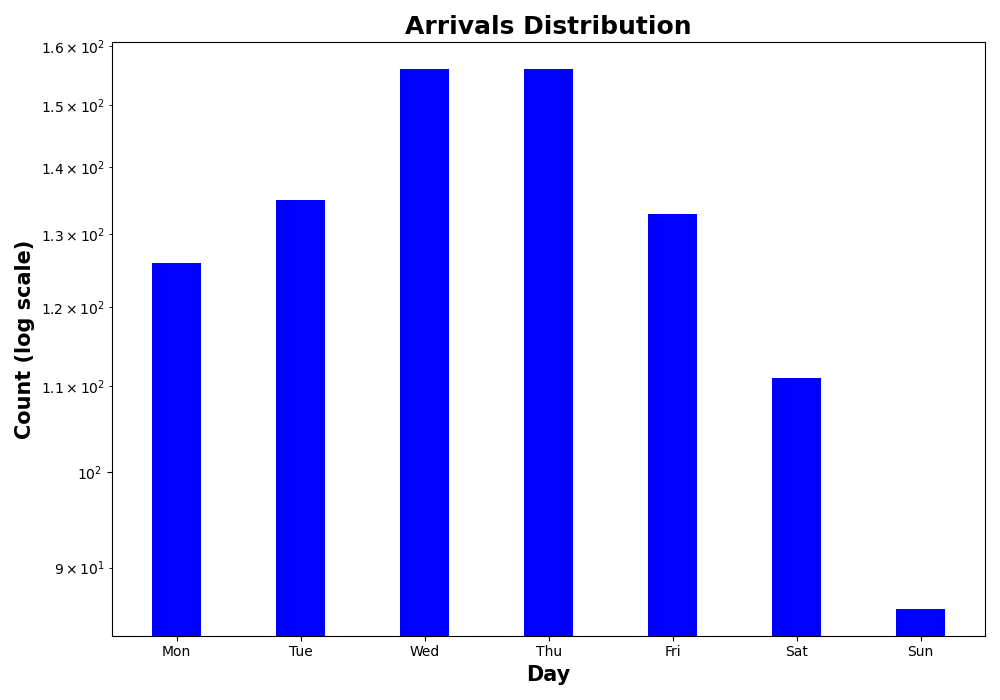 Arrivals Distribution
Count (log scale)
1.6 × 10²
1.5 × 10²
1.4 × 10²
1.3 × 10²
1.2 × 10²
1.1 × 10²
10²
9 × 10¹
Mon Tue Wed Thu Fri Sat Sun
Day